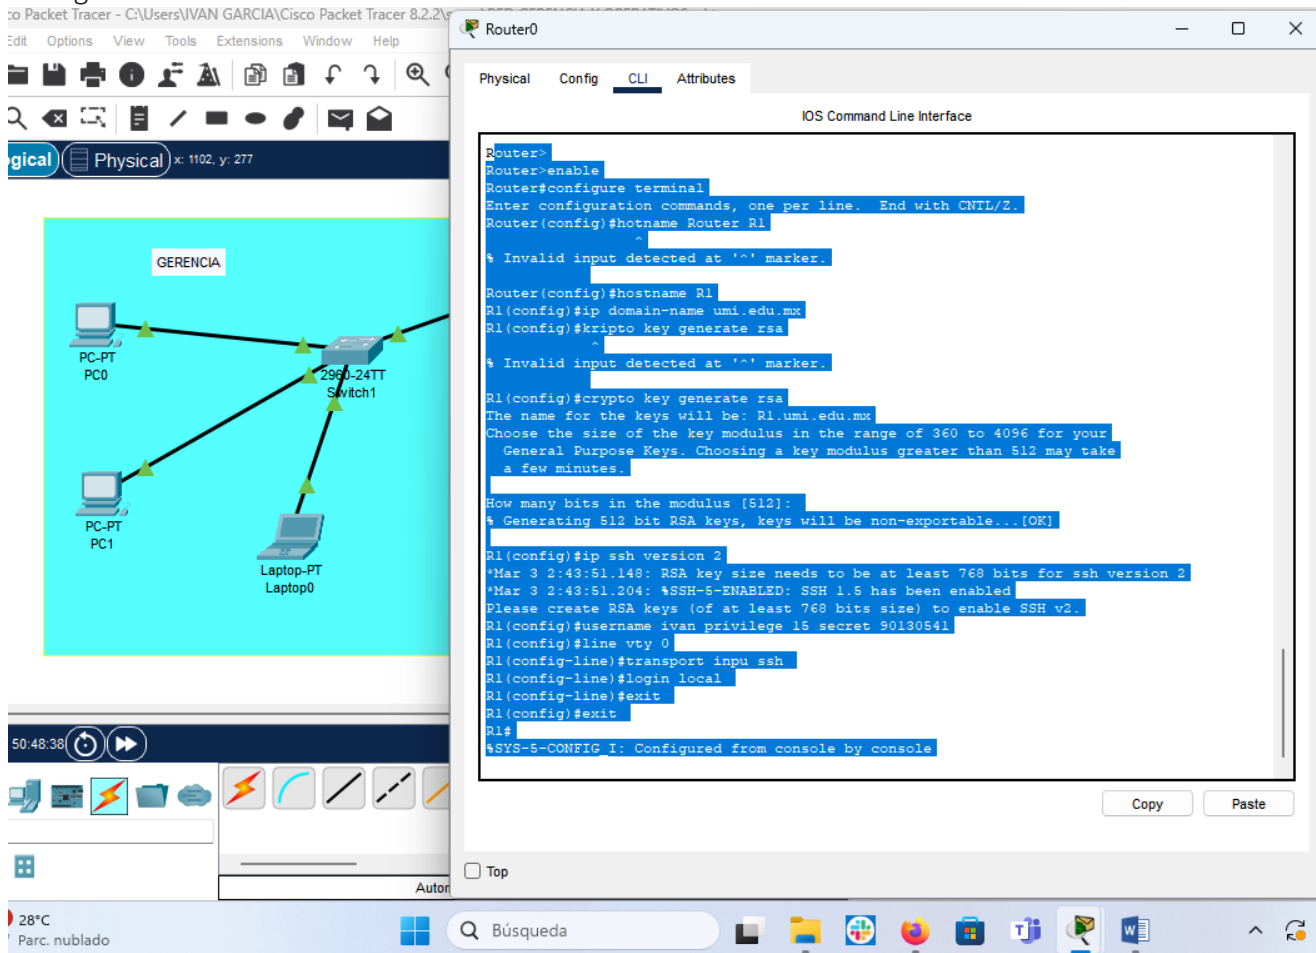 co Packet Tracer - C:\Users\IVAN GARCIA\Cisco Packet Tracer 8.2.2\s
Edit Options View Tools Extensions Window Help
gical Physical x: 1102, y: 277
GERENCIA
PC-PT
PC0
2960-24TT
Switch1
PC-PT
PC1
Laptop-PT
Laptop0
50:48:38
Autor
Router0
Physical Config CLI Attributes
IOS Command Line Interface
Router>
Router>enable
Router#configure terminal
Enter configuration commands, one per line. End with CNTL/Z.
Router(config)#hotname Router R1
^
% Invalid input detected at '^' marker.
Router(config)#hostname R1
R1(config)#ip domain-name umi.edu.mx
R1(config)#kripto key generate rsa
^
% Invalid input detected at '^' marker.
R1(config)#crypto key generate rsa
The name for the keys will be: R1.umi.edu.mx
Choose the size of the key modulus in the range of 360 to 4096 for your
General Purpose Keys. Choosing a key modulus greater than 512 may take
a few minutes.
How many bits in the modulus [512]:
% Generating 512 bit RSA keys, keys will be non-exportable...[OK]
R1(config)#ip ssh version 2
*Mar 3 2:43:51.148: RSA key size needs to be at least 768 bits for ssh version 2
*Mar 3 2:43:51.204: %SSH-5-ENABLED: SSH 1.5 has been enabled
Please create RSA keys (of at least 768 bits size) to enable SSH v2.
R1(config)#username ivan privilege 15 secret 90130541
R1(config)#line vty 0
R1(config-line)#transport inpu ssh
R1(config-line)#login local
R1(config-line)#exit
R1(config)#exit
R1#
%SYS-5-CONFIG_I: Configured from console by console
Copy Paste
Top
28°C
Parc. nublado
Búsqueda